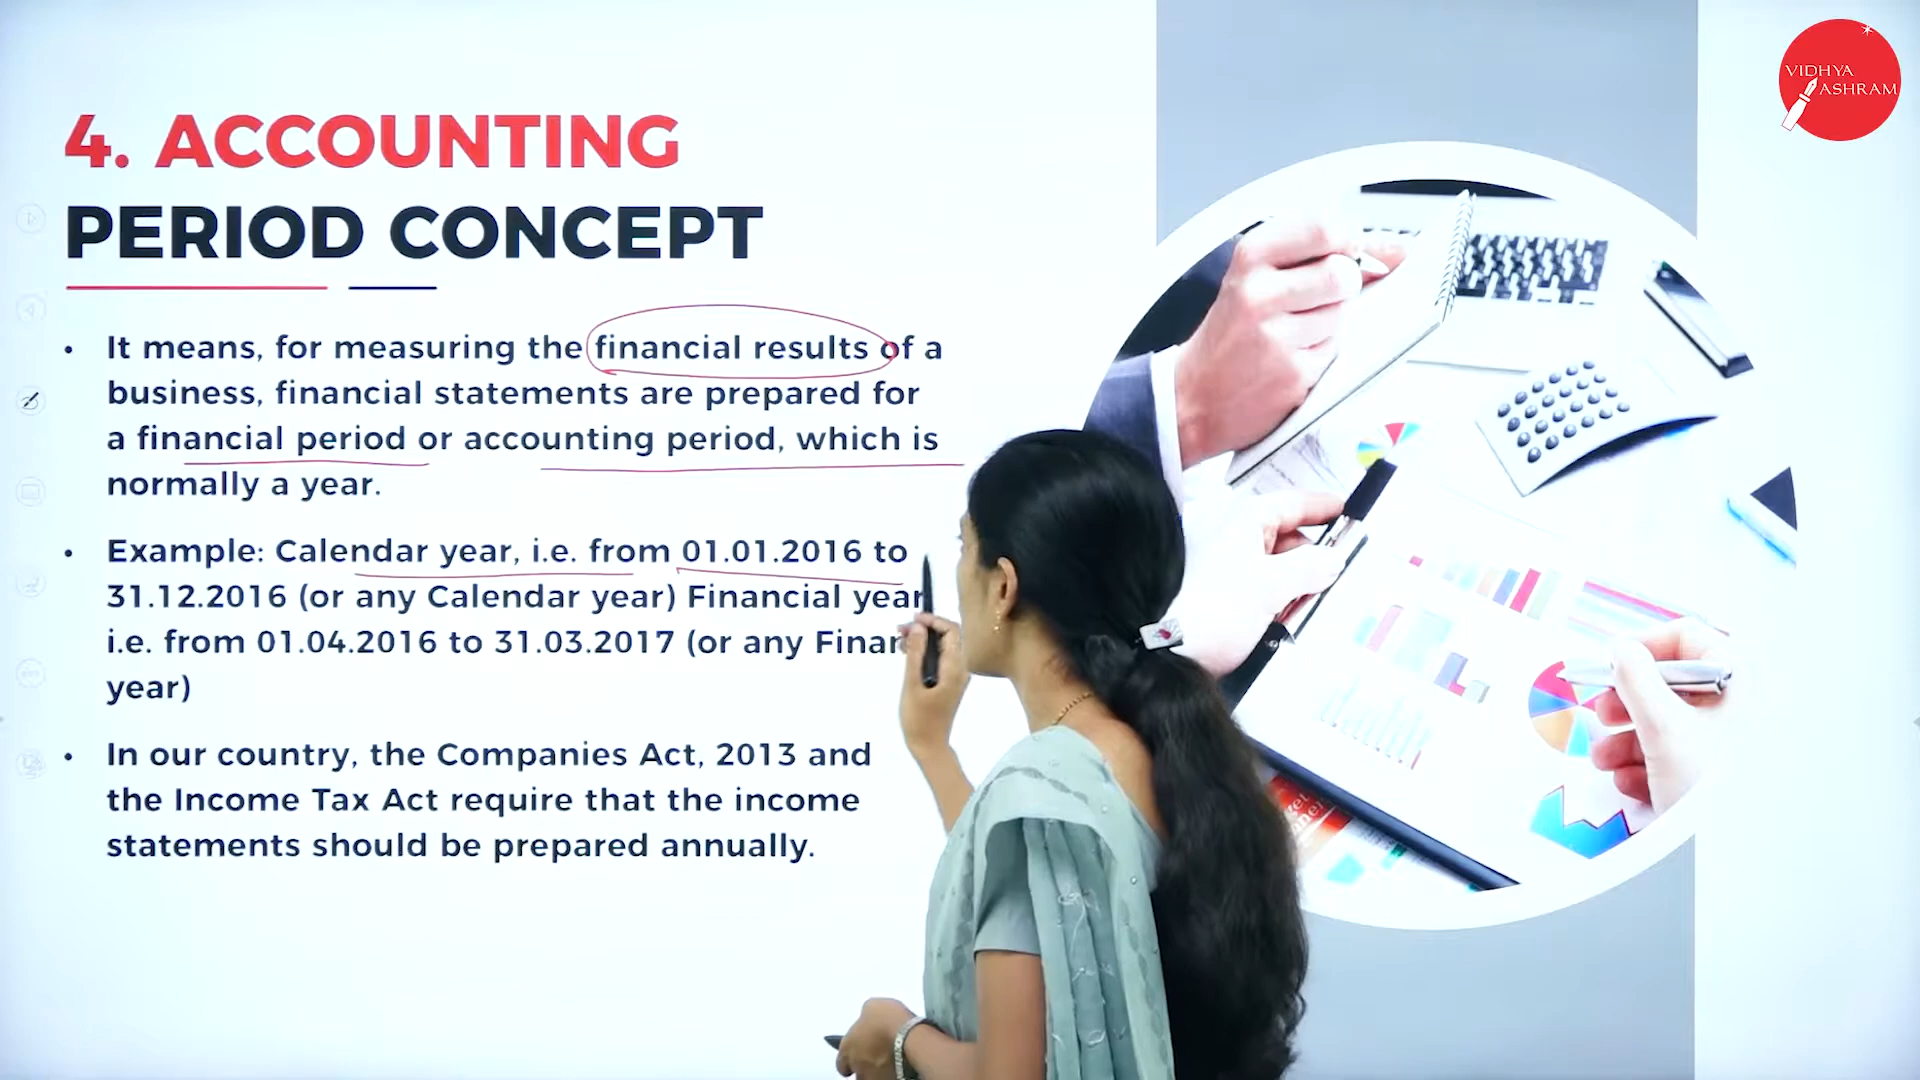 VIDHYA
ASHRAM
4. ACCOUNTING
PERIOD CONCEPT
• It means, for measuring the financial results of a
business, financial statements are prepared for
a financial period or accounting period, which is
normally a year.
• Example: Calendar year, i.e. from 01.01.2016 to
31.12.2016 (or any Calendar year) Financial year
i.e. from 01.04.2016 to 31.03.2017 (or any Finan
year)
• In our country, the Companies Act, 2013 and
the Income Tax Act require that the income
statements should be prepared annually.